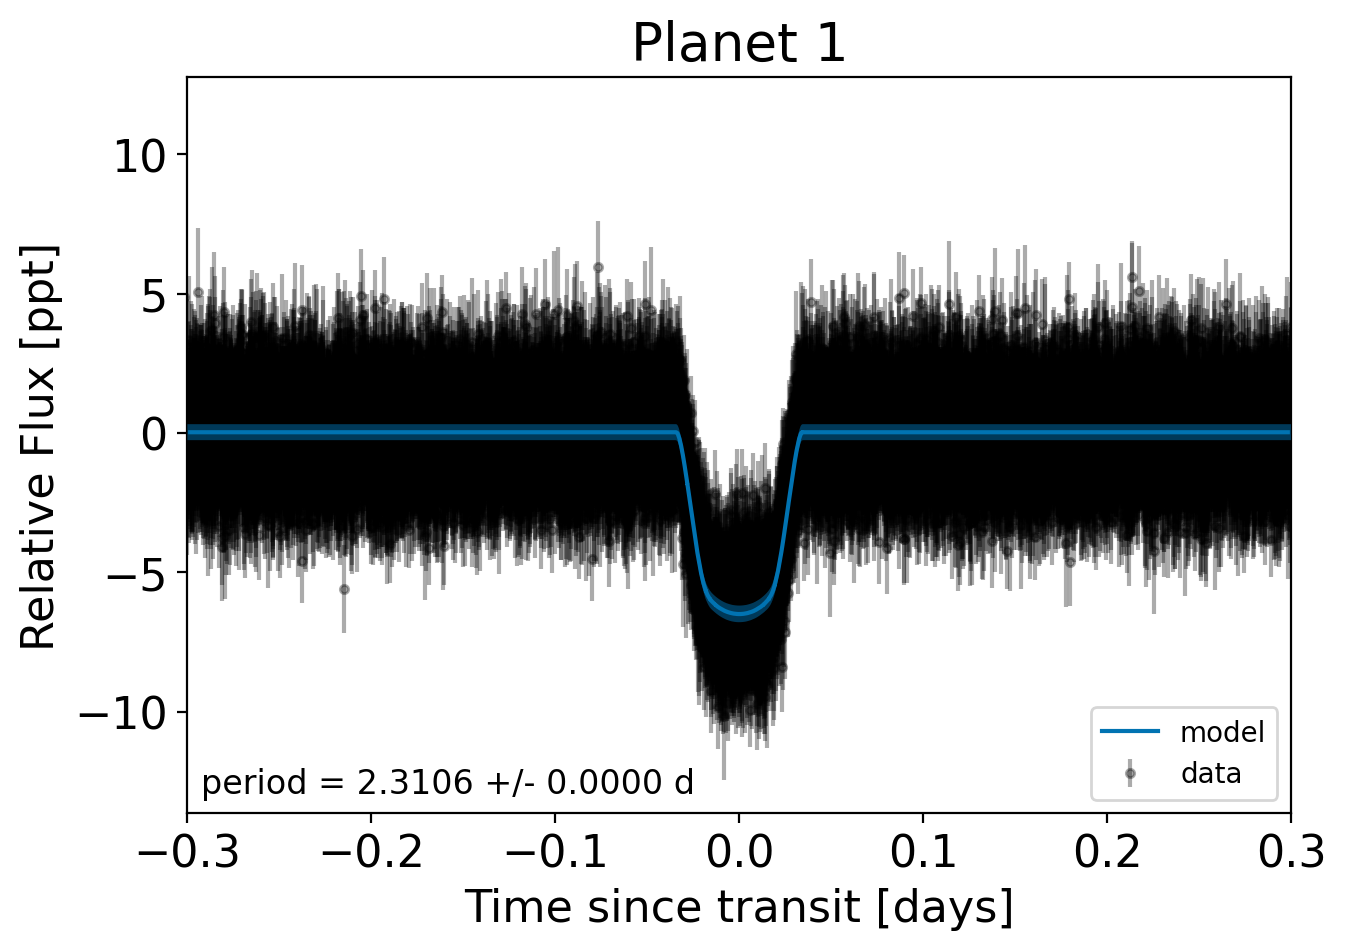 Planet 1
Relative Flux [ppt]
10
5
0
−5
−10
period = 2.3106 +/- 0.0000 d
model
data
−0.3 −0.2 −0.1 0.0 0.1 0.2 0.3
Time since transit [days]